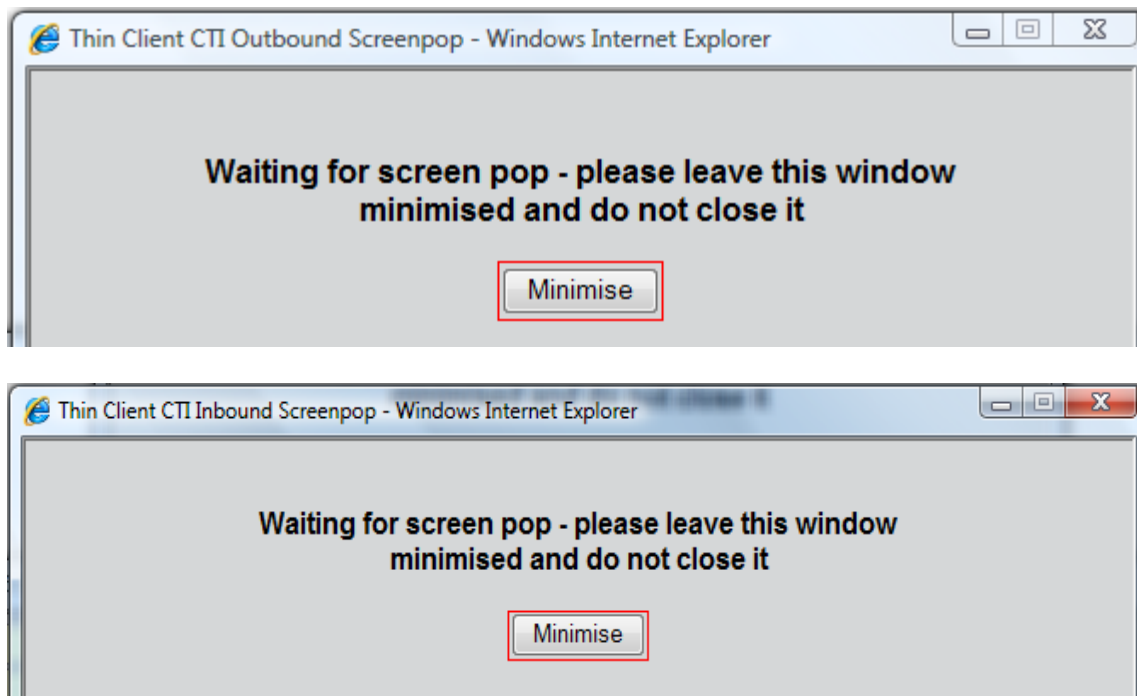 Thin Client CTI Outbound Screenpop - Windows Internet Explorer
Waiting for screen pop - please leave this window
minimised and do not close it
Minimise
Thin Client CTI Inbound Screenpop - Windows Internet Explorer
Waiting for screen pop - please leave this window
minimised and do not close it
Minimise